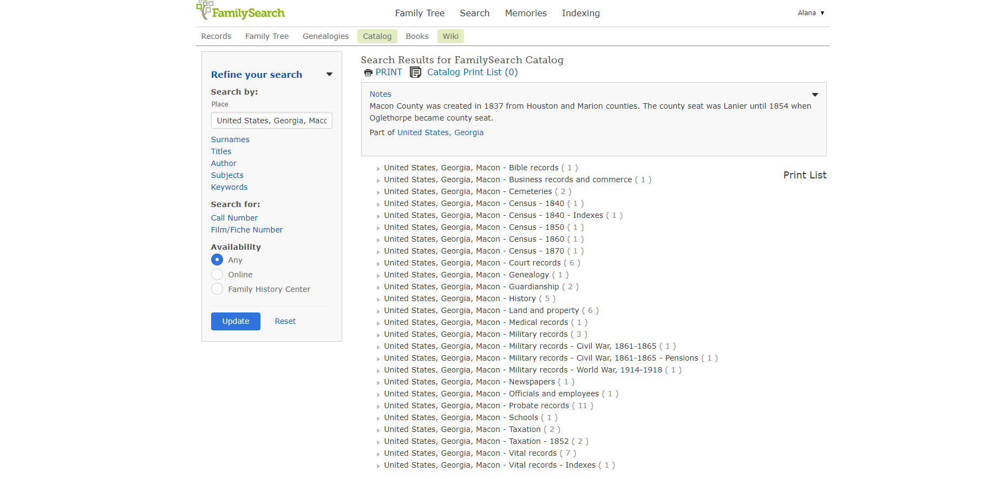 FamilySearch
Family Tree Search Memories Indexing
Alana ▼
Records Family Tree Genealogies Catalog Books Wiki
Refine your search
Search by:
Place
United States, Georgia, Maco
Surnames
Titles
Author
Subjects
Keywords
Search for:
Call Number
Film/Fiche Number
Availability
Any
Online
Family History Center
Update Reset
Search Results for FamilySearch Catalog
PRINT Catalog Print List (0)
Notes
Macon County was created in 1837 from Houston and Marion counties. The county seat was Lanier until 1854 when
Oglethorpe became county seat.
Part of United States, Georgia
Print List
United States, Georgia, Macon - Bible records ( 1 )
United States, Georgia, Macon - Business records and commerce ( 1 )
United States, Georgia, Macon - Cemeteries ( 2 )
United States, Georgia, Macon - Census - 1840 ( 1 )
United States, Georgia, Macon - Census - 1840 - Indexes ( 1 )
United States, Georgia, Macon - Census - 1850 ( 1 )
United States, Georgia, Macon - Census - 1860 ( 1 )
United States, Georgia, Macon - Census - 1870 ( 1 )
United States, Georgia, Macon - Court records ( 6 )
United States, Georgia, Macon - Genealogy ( 1 )
United States, Georgia, Macon - Guardianship ( 2 )
United States, Georgia, Macon - History ( 5 )
United States, Georgia, Macon - Land and property ( 6 )
United States, Georgia, Macon - Medical records ( 1 )
United States, Georgia, Macon - Military records ( 3 )
United States, Georgia, Macon - Military records - Civil War, 1861-1865 ( 1 )
United States, Georgia, Macon - Military records - Civil War, 1861-1865 - Pensions ( 1 )
United States, Georgia, Macon - Military records - World War, 1914-1918 ( 1 )
United States, Georgia, Macon - Newspapers ( 1 )
United States, Georgia, Macon - Officials and employees ( 1 )
United States, Georgia, Macon - Probate records ( 11 )
United States, Georgia, Macon - Schools ( 1 )
United States, Georgia, Macon - Taxation ( 2 )
United States, Georgia, Macon - Taxation - 1852 ( 2 )
United States, Georgia, Macon - Vital records ( 7 )
United States, Georgia, Macon - Vital records - Indexes ( 1 )